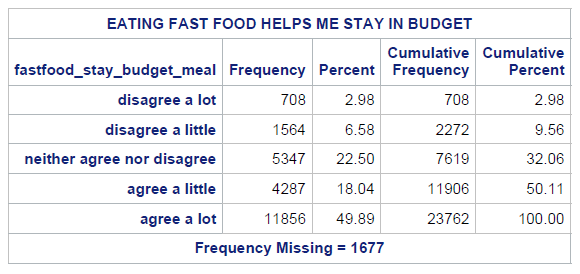 EATING FAST FOOD HELPS ME STAY IN BUDGET
fastfood_stay_budget_meal Frequency Percent Cumulative Frequency Cumulative Percent
disagree a lot 708 2.98 708 2.98
disagree a little 1564 6.58 2272 9.56
neither agree nor disagree 5347 22.50 7619 32.06
agree a little 4287 18.04 11906 50.11
agree a lot 11856 49.89 23762 100.00
Frequency Missing = 1677